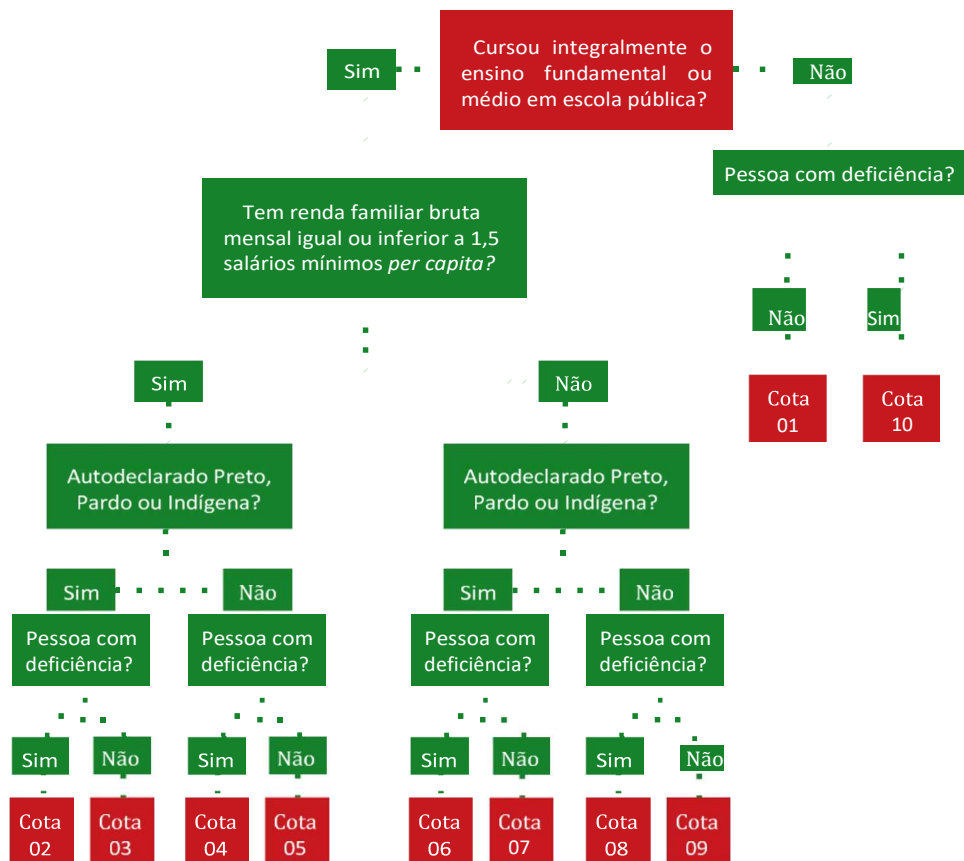 Cursou integralmente o
ensino fundamental ou
médio em escola pública?
Sim
Não
Pessoa com deficiência?
Tem renda familiar bruta
mensal igual ou inferior a 1,5
salários mínimos per capita?
Não
Sim
Cota
01
Cota
10
Sim
Não
Autodeclarado Preto,
Pardo ou Indígena?
Autodeclarado Preto,
Pardo ou Indígena?
Sim
Não
Sim
Não
Pessoa com
deficiência?
Pessoa com
deficiência?
Pessoa com
deficiência?
Pessoa com
deficiência?
Sim
Não
Sim
Não
Sim
Não
Sim
Não
Cota
02
Cota
03
Cota
04
Cota
05
Cota
06
Cota
07
Cota
08
Cota
09